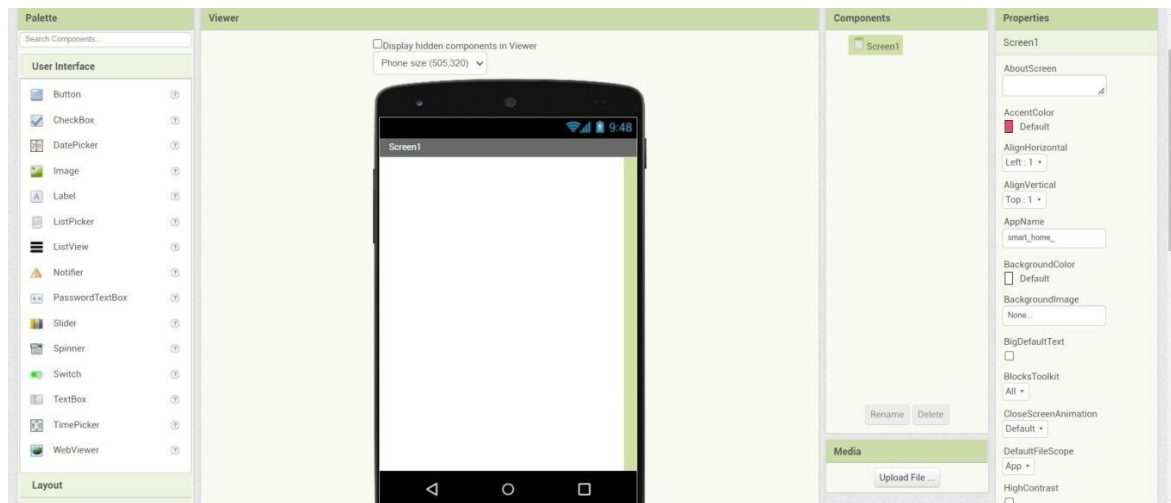 Palette
Search Components...
User Interface
Button
CheckBox
DatePicker
Image
Label
ListPicker
ListView
Notifier
PasswordTextBox
Slider
Spinner
Switch
TextBox
TimePicker
WebViewer
Layout
Viewer
Display hidden components in Viewer
Phone size (505,320)
9:48
Screen1
Components
Screen1
Rename Delete
Media
Upload File ...
Properties
Screen1
AboutScreen
AccentColor
Default
AlignHorizontal
Left : 1
AlignVertical
Top : 1
AppName
smart_home_
BackgroundColor
Default
BackgroundImage
None...
BigDefaultText
BlocksToolkit
All
CloseScreenAnimation
Default
DefaultFileScope
App
HighContrast